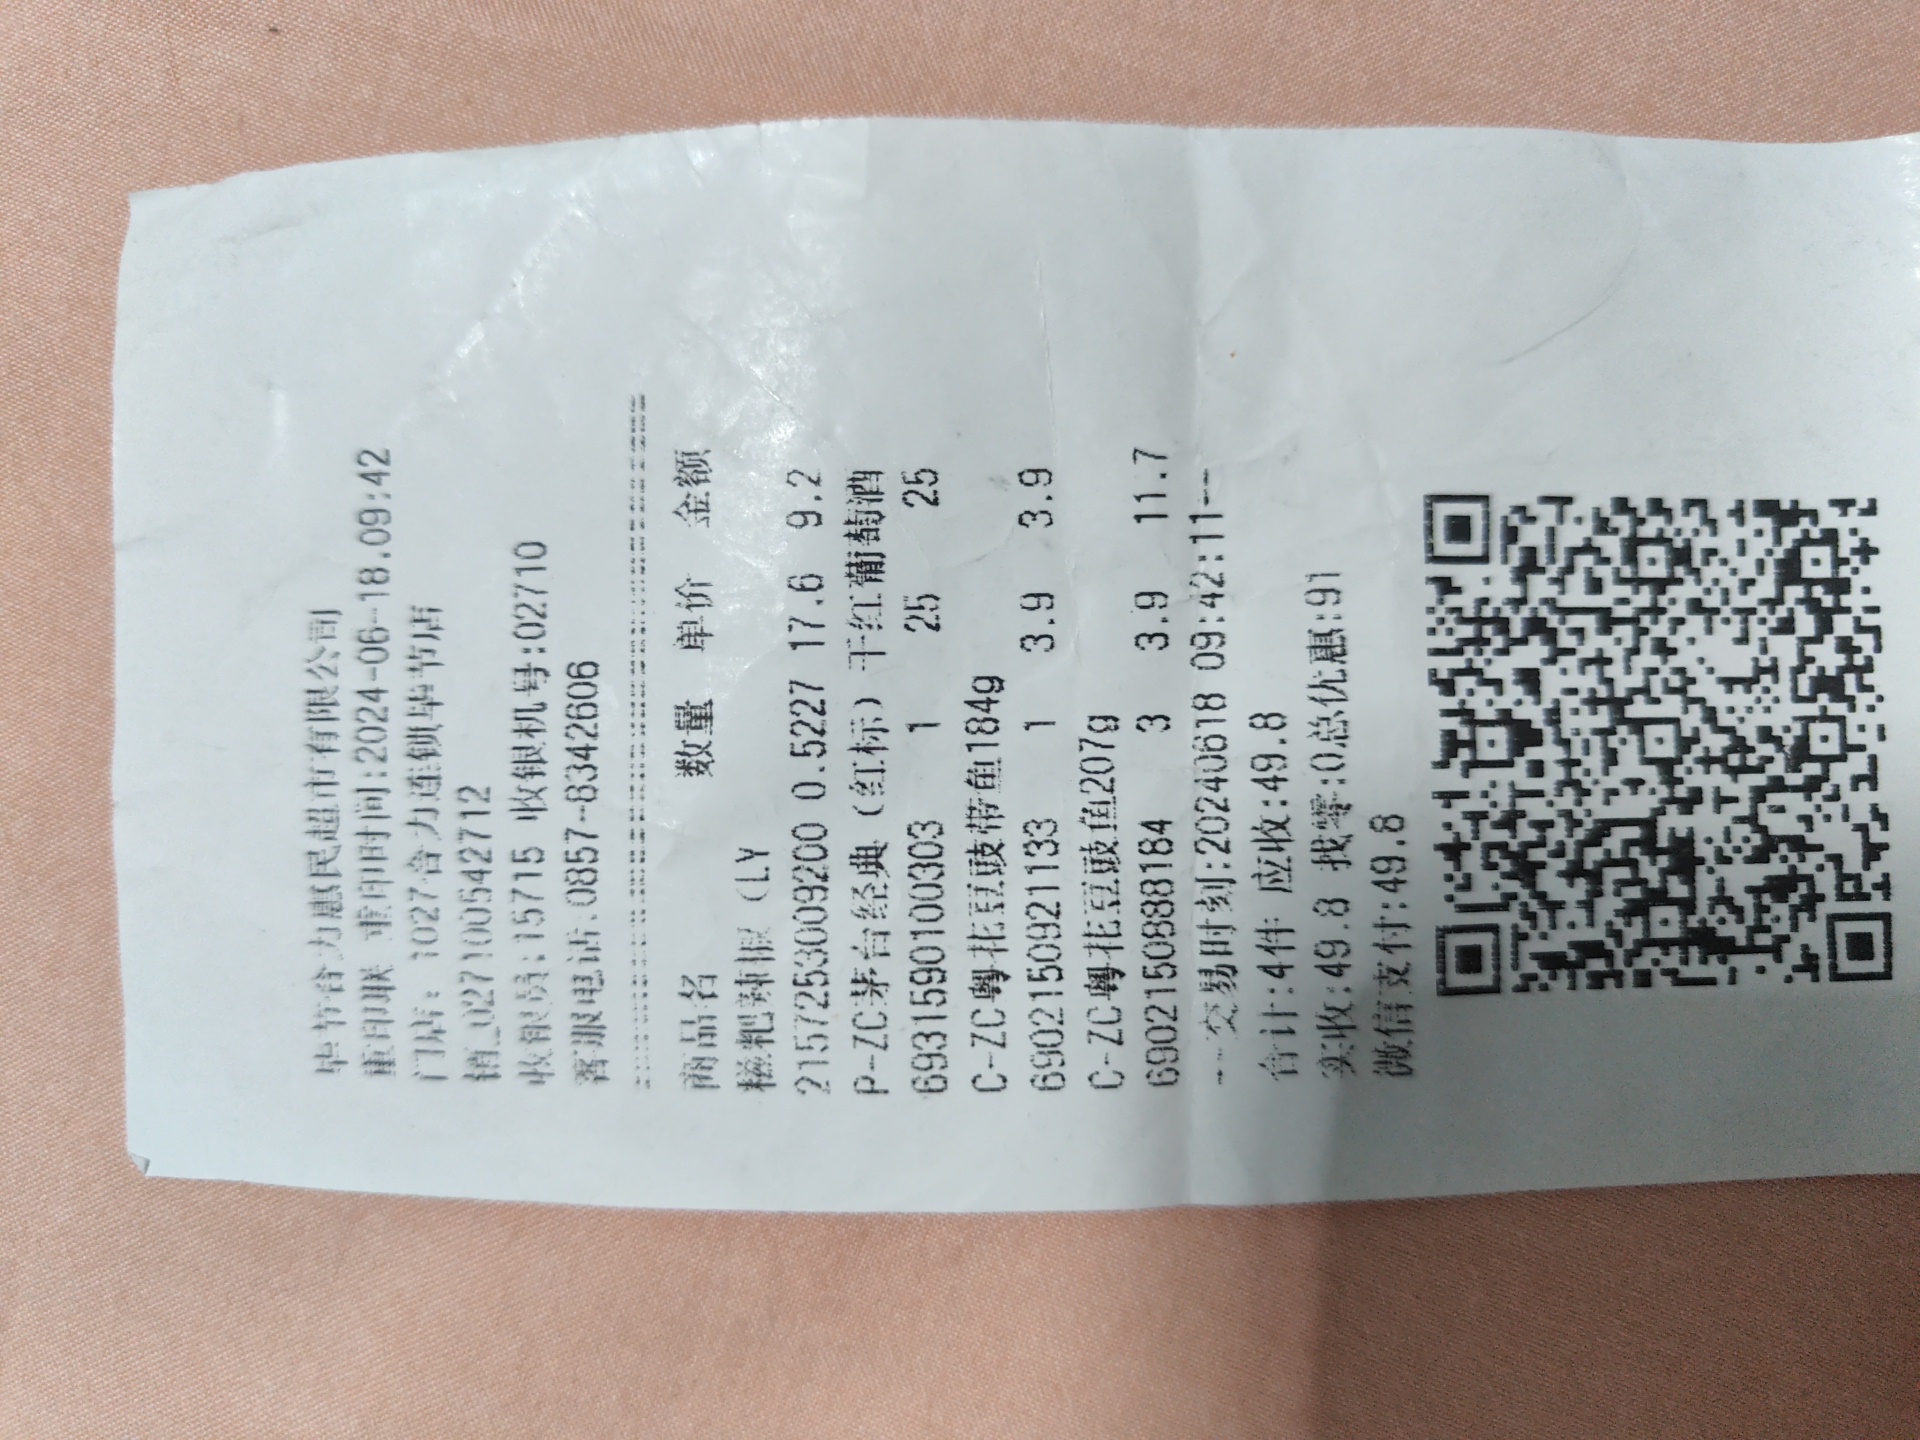 毕节合力惠民超市有限公司
重印联 重印时间:2024-06-18.09:42
门店: 1027合力连锁毕节店
销_027100542712
收银员:15715 收银机号:02710
客服电话:0857-8342606
商品名 数量 单价 金额
糍粑辣椒（LY
2157253009200 0.5227 17.6 9.2
P-ZC茅台经典（红标）干红葡萄酒
6931590100303 1 25 25
C-ZC粤花豆豉带鱼184g
6902150921133 1 3.9 3.9
C-ZC粤花豆豉鱼207g
6902150888184 3 3.9 11.7
--交易时刻:20240618 09:42:11--
合计:4件 应收:49.8
实收:49.8 找零:0总优惠:91
微信支付:49.8